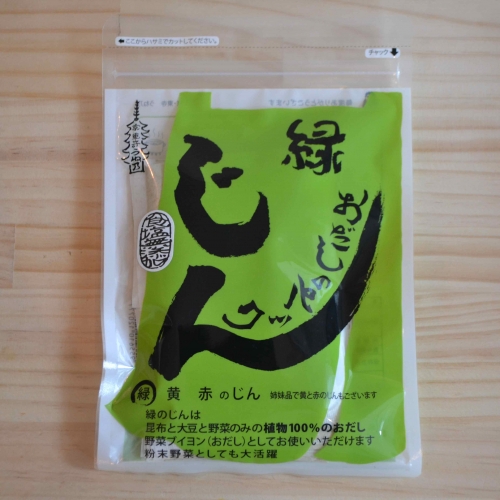 ←ここからハサミでカットしてください。
チャック
緑
おだしのパック
じん
緑
黄 赤のじん 姉妹品で黄と赤のじんもございます
緑のじんは
昆布と大豆と野菜のみの植物100%のおだし
野菜ブイヨン(おだし)としてお使いいただけます
粉末野菜としても大活躍